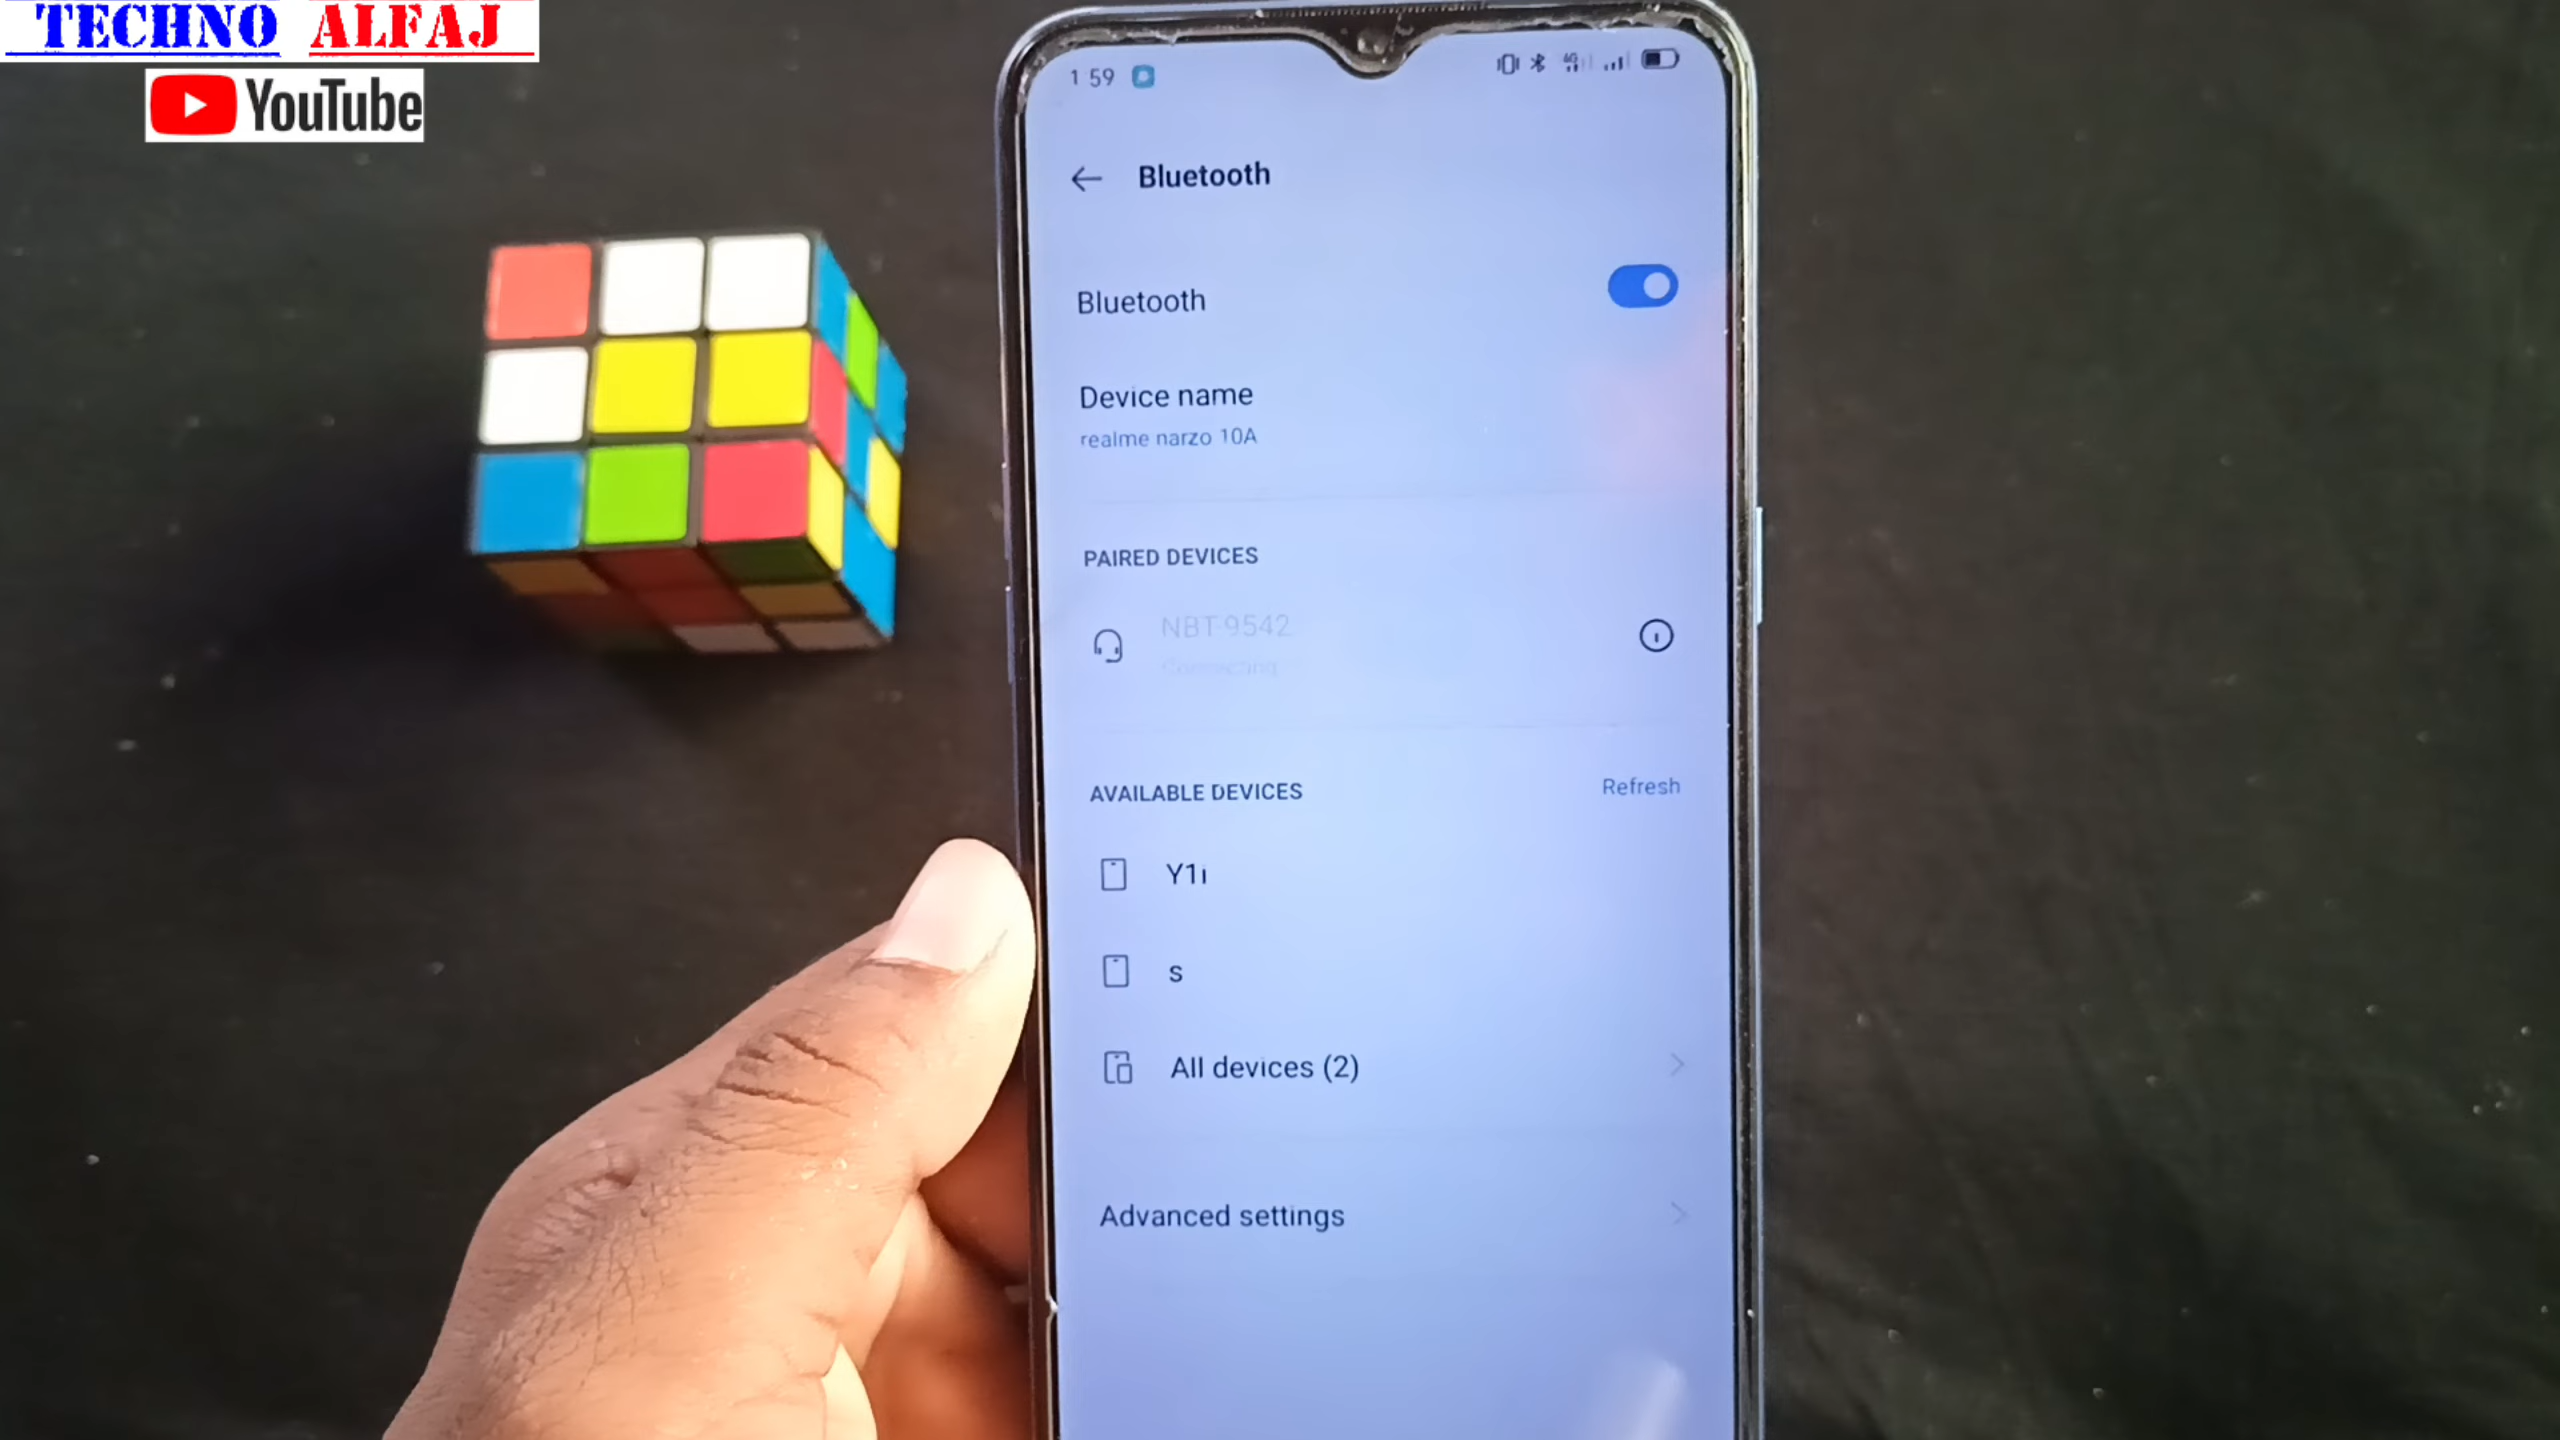 TECHNO ALFAJ
YouTube
1 59
Bluetooth
Bluetooth
Device name
realme narzo 10A
PAIRED DEVICES
NBT-9542
Connecting
AVAILABLE DEVICES
Refresh
Y1i
s
All devices (2)
Advanced settings